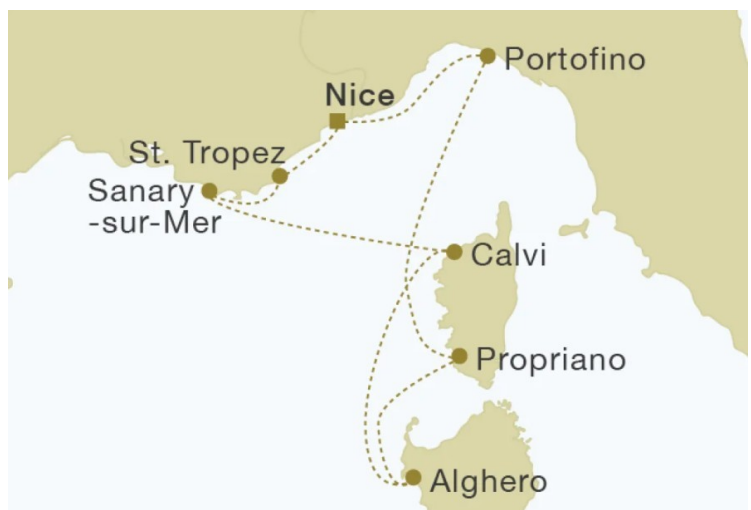 Portofino
Nice
St. Tropez
Sanary
-sur-Mer
Calvi
Propriano
Alghero